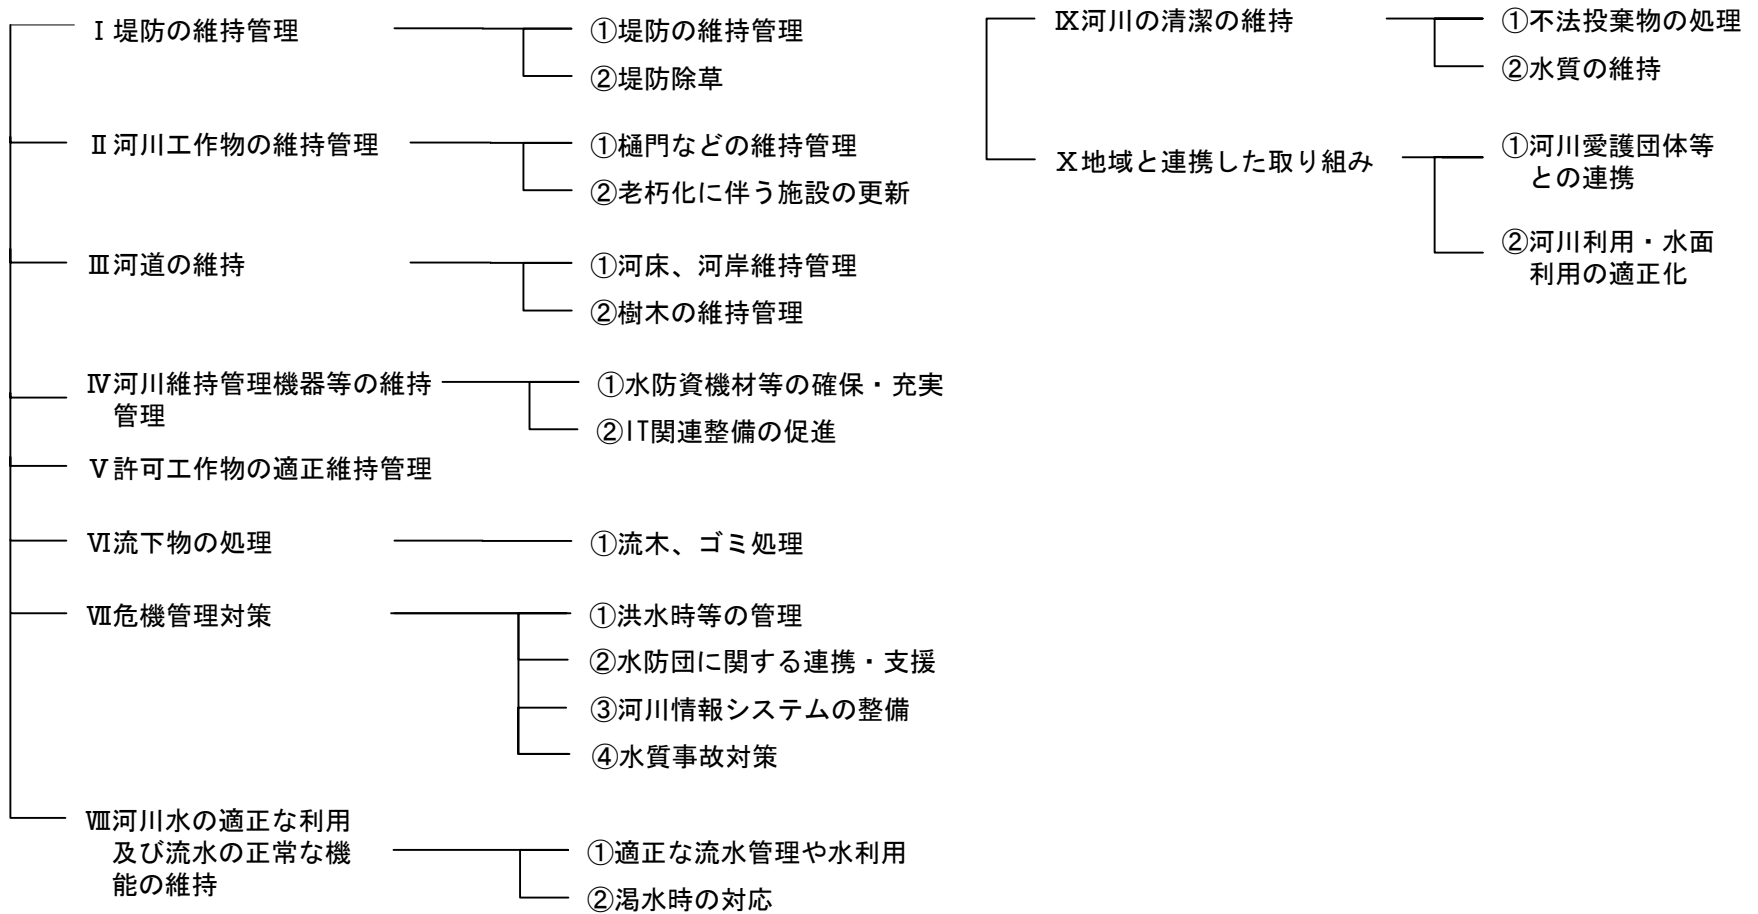 Ⅰ堤防の維持管理
①堤防の維持管理
②堤防除草
Ⅱ河川工作物の維持管理
①樋門などの維持管理
②老朽化に伴う施設の更新
Ⅲ河道の維持
①河床、河岸維持管理
②樹木の維持管理
Ⅳ河川維持管理機器等の維持
管理
①水防資機材等の確保・充実
②IT関連整備の促進
Ⅴ許可工作物の適正維持管理
Ⅵ流下物の処理
①流木、ゴミ処理
Ⅶ危機管理対策
①洪水時等の管理
②水防団に関する連携・支援
③河川情報システムの整備
④水質事故対策
Ⅷ河川水の適正な利用
及び流水の正常な機
能の維持
①適正な流水管理や水利用
②渇水時の対応
Ⅸ河川の清潔の維持
①不法投棄物の処理
②水質の維持
Ⅹ地域と連携した取り組み
①河川愛護団体等
との連携
②河川利用・水面
利用の適正化